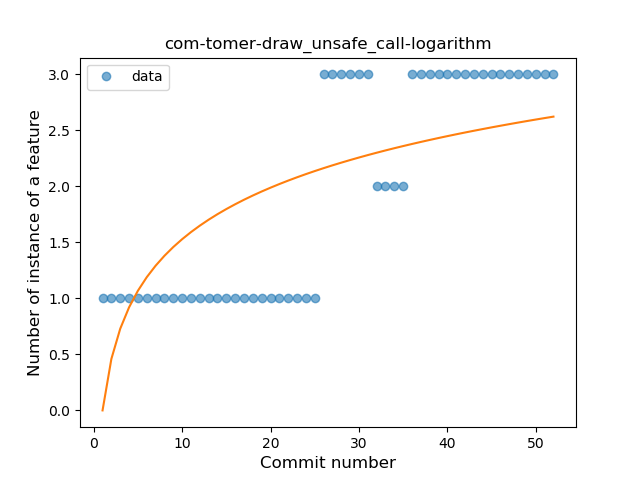 com-tomer-draw_unsafe_call-logarithm
data
Number of instance of a feature
3.0
2.5
2.0
1.5
1.0
0.5
0.0
0 10 20 30 40 50
Commit number